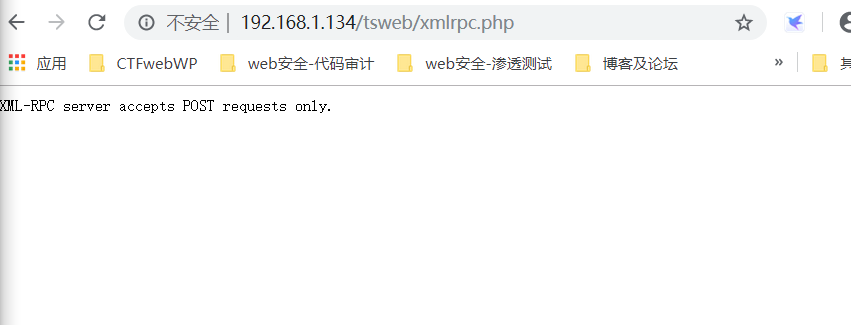 不安全 | 192.168.1.134/tsweb/xmlrpc.php
应用 CTFwebWP web安全-代码审计 web安全-渗透测试 博客及论坛 »
XML-RPC server accepts POST requests only.